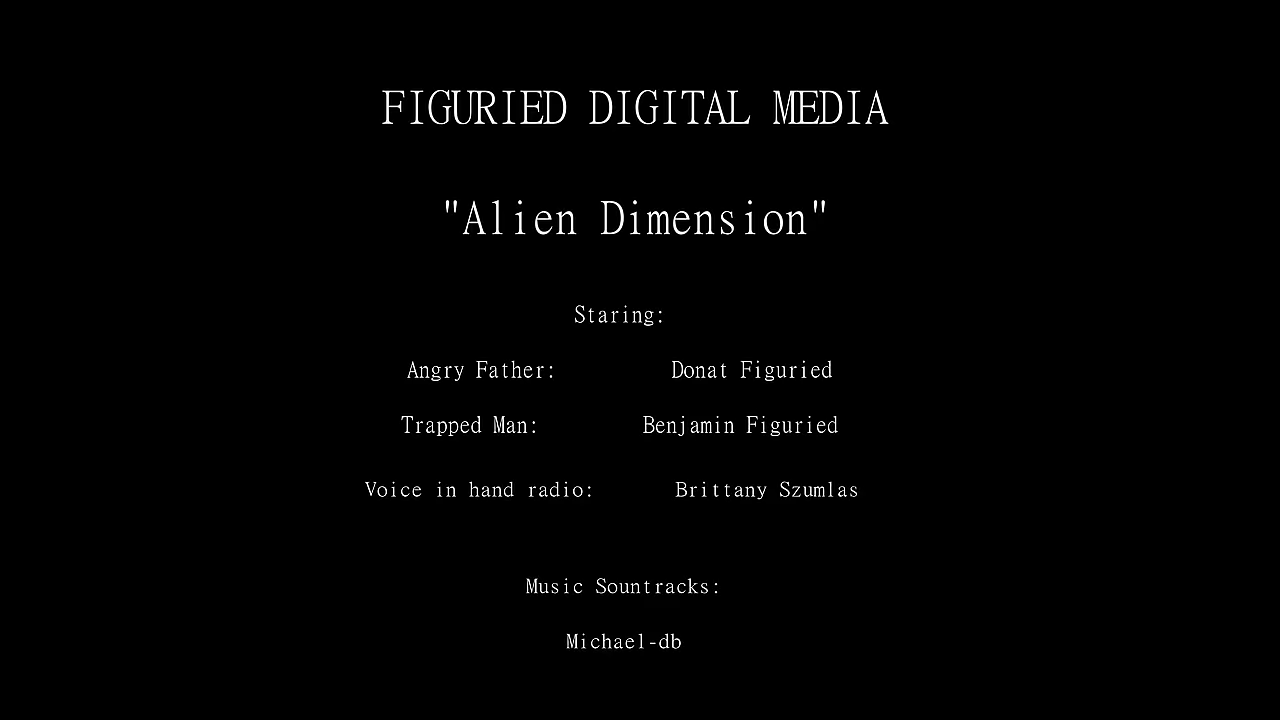 FIGURIED DIGITAL MEDIA
"Alien Dimension"
Staring:
Angry Father: Donat Figuried
Trapped Man: Benjamin Figuried
Voice in hand radio: Brittany Szumlas
Music Sountracks:
Michael-db